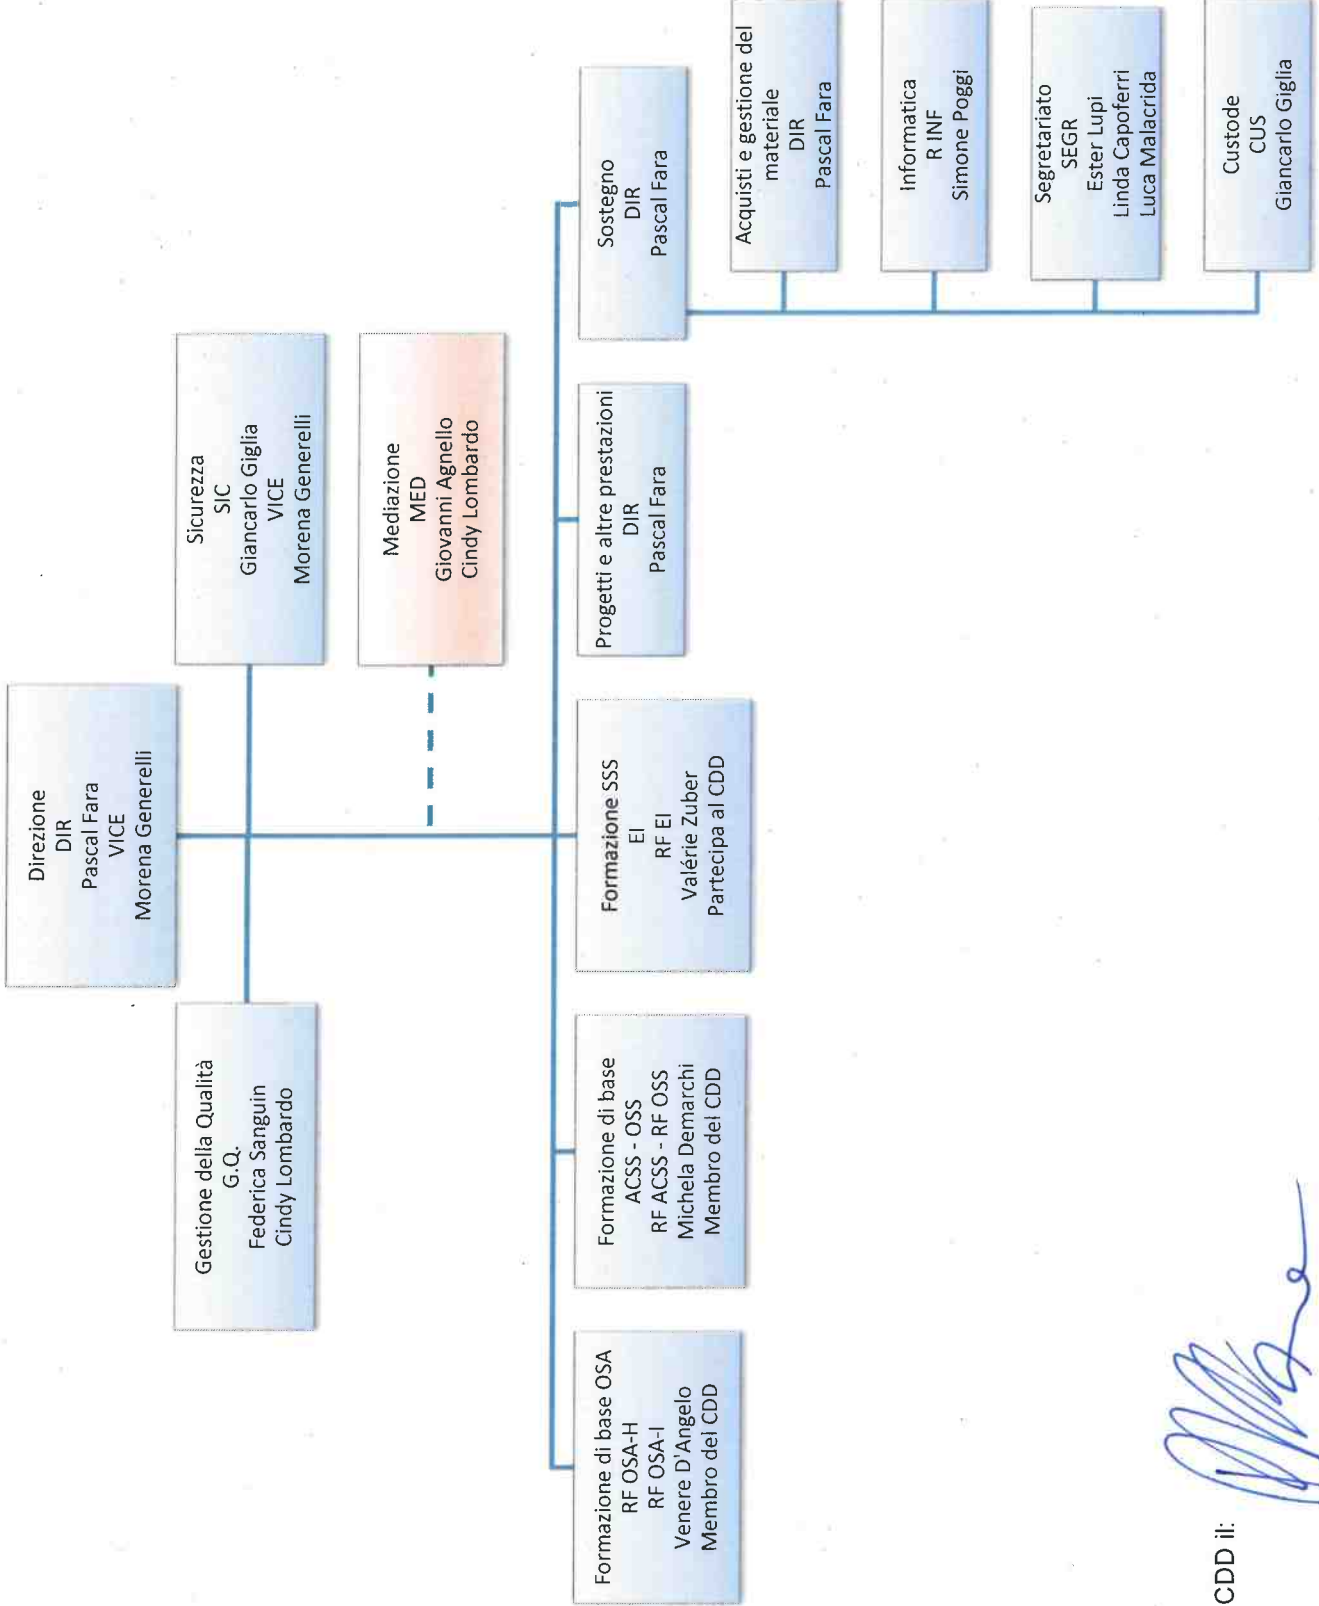 Direzione
DIR
Pascal Fara
VICE
Morena Generelli
Gestione della Qualità
G.Q.
Federica Sanguin
Cindy Lombardo
Sicurezza
SIC
Giancarlo Giglia
VICE
Morena Generelli
Mediazione
MED
Giovanni Agnello
Cindy Lombardo
Formazione di base OSA
RF OSA-H
RF OSA-I
Venere D'Angelo
Membro del CDD
Formazione di base
ACSS - OSS
RF ACSS - RF OSS
Michela Demarchi
Membro del CDD
Formazione SSS
EI
RF EI
Valérie Zuber
Partecipa al CDD
Progetti e altre prestazioni
DIR
Pascal Fara
Sostegno
DIR
Pascal Fara
Acquisti e gestione del
materiale
DIR
Pascal Fara
Informatica
R INF
Simone Poggi
Segretariato
SEGR
Ester Lupi
Linda Capoferri
Luca Malacrida
Custode
CUS
Giancarlo Giglia
CDD il: